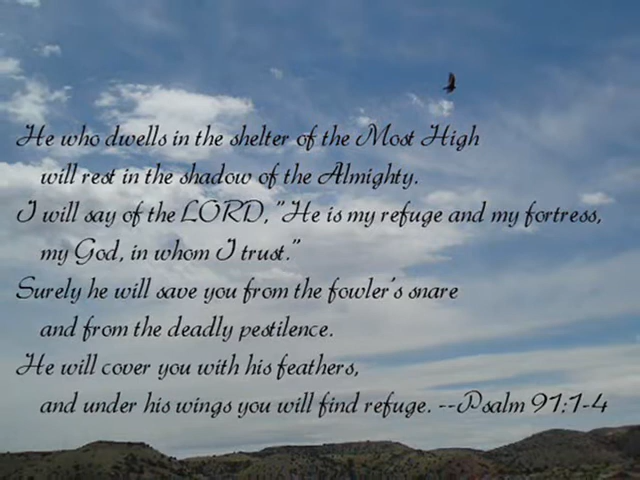 He who dwells in the shelter of the Most High
will rest in the shadow of the Almighty.
I will say of the LORD, "He is my refuge and my fortress,
my God, in whom I trust."
Surely he will save you from the fowler's snare
and from the deadly pestilence.
He will cover you with his feathers,
and under his wings you will find refuge. --Psalm 91:1-4